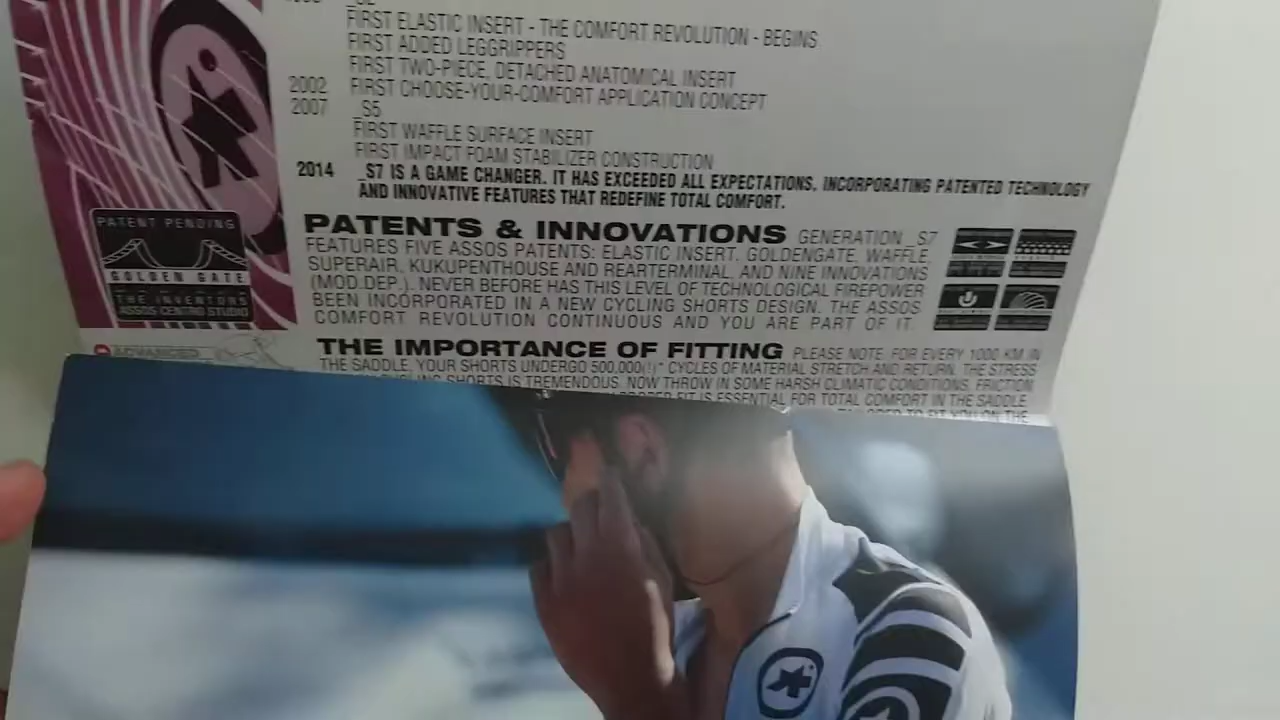 FIRST ELASTIC INSERT - THE COMFORT REVOLUTION - BEGINS
FIRST ADDED LEGGRIPPERS
FIRST TWO-PIECE, DETACHED ANATOMICAL INSERT
2002 FIRST CHOOSE-YOUR-COMFORT APPLICATION CONCEPT
2007 _S5
FIRST WAFFLE SURFACE INSERT
FIRST IMPACT FOAM STABILIZER CONSTRUCTION
2014 _S7 IS A GAME CHANGER. IT HAS EXCEEDED ALL EXPECTATIONS, INCORPORATING PATENTED TECHNOLOGY
AND INNOVATIVE FEATURES THAT REDEFINE TOTAL COMFORT.
PATENT PENDING
GOLDEN GATE
THE INVENTORS
ASSOS CENTRO STUDIO
PATENTS & INNOVATIONS GENERATION _S7
FEATURES FIVE ASSOS PATENTS: ELASTIC INSERT, GOLDENGATE, WAFFLE,
SUPERAIR, KUKUPENTHOUSE AND REARTERMINAL, AND NINE INNOVATIONS
(MOD.DEP.). NEVER BEFORE HAS THIS LEVEL OF TECHNOLOGICAL FIREPOWER
BEEN INCORPORATED IN A NEW CYCLING SHORTS DESIGN. THE ASSOS
COMFORT REVOLUTION CONTINUOUS AND YOU ARE PART OF IT.
ADVANCED
THE IMPORTANCE OF FITTING PLEASE NOTE, FOR EVERY 1000 KM IN
THE SADDLE, YOUR SHORTS UNDERGO 500,000(!)* CYCLES OF MATERIAL STRETCH AND RETURN. THE STRESS
SHORTS IS TREMENDOUS. NOW THROW IN SOME HARSH CLIMATIC CONDITIONS, FRICTION
FIT IS ESSENTIAL FOR TOTAL COMFORT IN THE SADDLE.
TO FIT YOU ON THE